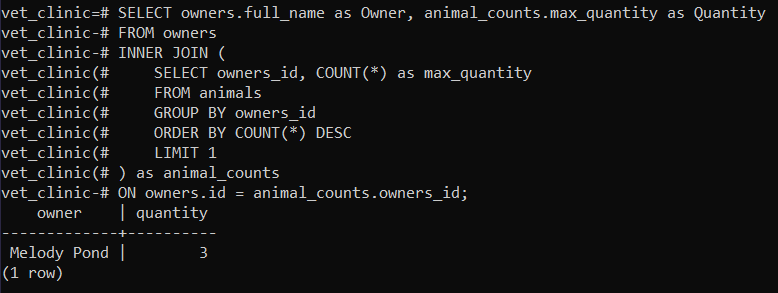 vet_clinic=# SELECT owners.full_name as Owner, animal_counts.max_quantity as Quantity
vet_clinic-# FROM owners
vet_clinic-# INNER JOIN (
vet_clinic(#     SELECT owners_id, COUNT(*) as max_quantity
vet_clinic(#     FROM animals
vet_clinic(#     GROUP BY owners_id
vet_clinic(#     ORDER BY COUNT(*) DESC
vet_clinic(#     LIMIT 1
vet_clinic(# ) as animal_counts
vet_clinic-# ON owners.id = animal_counts.owners_id;
    owner    | quantity
-------------+----------
 Melody Pond |        3
(1 row)